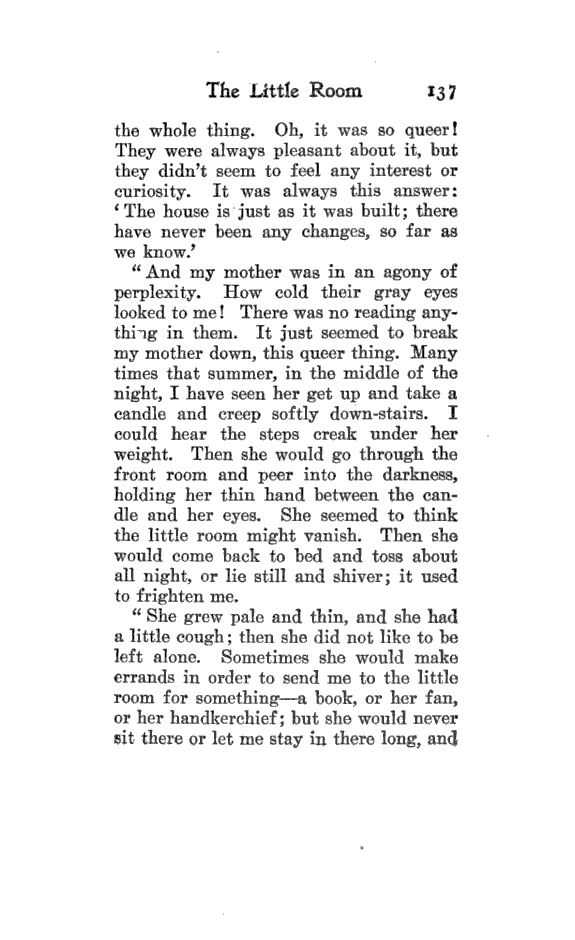 The Little Room 137
the whole thing. Oh, it was so queer!
They were always pleasant about it, but
they didn't seem to feel any interest or
curiosity. It was always this answer:
‘The house is just as it was built; there
have never been any changes, so far as
we know.’
“And my mother was in an agony of
perplexity. How cold their gray eyes
looked to me! There was no reading any-
thing in them. It just seemed to break
my mother down, this queer thing. Many
times that summer, in the middle of the
night, I have seen her get up and take a
candle and creep softly down-stairs. I
could hear the steps creak under her
weight. Then she would go through the
front room and peer into the darkness,
holding her thin hand between the can-
dle and her eyes. She seemed to think
the little room might vanish. Then she
would come back to bed and toss about
all night, or lie still and shiver; it used
to frighten me.
“She grew pale and thin, and she had
a little cough; then she did not like to be
left alone. Sometimes she would make
errands in order to send me to the little
room for something—a book, or her fan,
or her handkerchief; but she would never
sit there or let me stay in there long, and